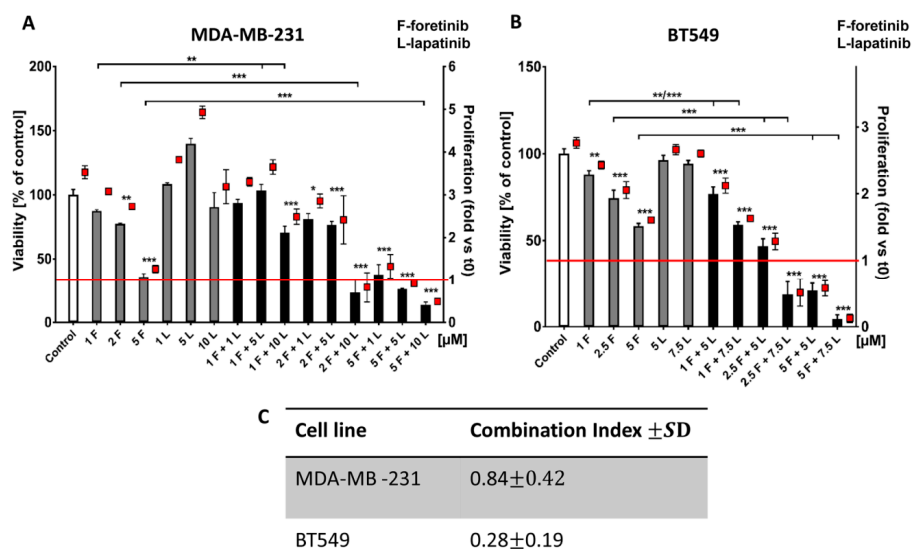 A
MDA-MB-231
F-foretinib
L-lapatinib
200
150
100
50
0
Viability [% of control]
6
5
4
3
2
1
0
Proliferation (fold vs t0)
**
***
***
**
***
***
*
***
***
***
***
***
Control
1 F
2 F
5 F
1 L
5 L
10 L
1 F + 1 L
1 F + 5 L
1 F + 10 L
2 F + 1 L
2 F + 5 L
2 F + 10 L
5 F + 1 L
5 F + 5 L
5 F + 10 L
[µM]
B
BT549
F-foretinib
L-lapatinib
150
100
50
0
Viability [% of control]
3
2
1
0
Proliferation (fold vs t0)
**/***
***
***
**
***
***
***
***
***
***
***
***
Control
1 F
2.5 F
5 F
5 L
7.5 L
1 F + 5 L
1 F + 7.5 L
2.5 F + 5 L
2.5 F + 7.5 L
5 F + 5 L
5 F + 7.5 L
[µM]
C
Cell line Combination Index ±SD
MDA-MB -231 0.84±0.42
BT549 0.28±0.19